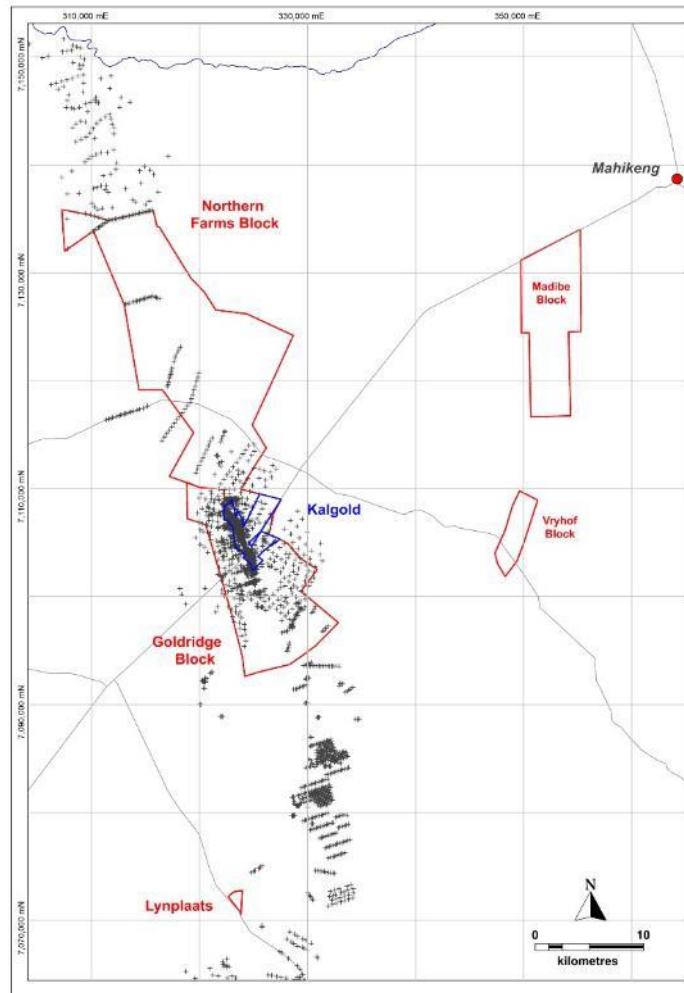 310,000 mE
330,000 mE
350,000 mE
7,150,000 mN
Mahikeng
Northern
Farms Block
7,130,000 mN
Madibe
Block
7,110,000 mN
Kalgold
Vryhof
Block
Goldridge
Block
7,090,000 mN
Lynplaats
N
7,070,000 mN
0
10
kilometres